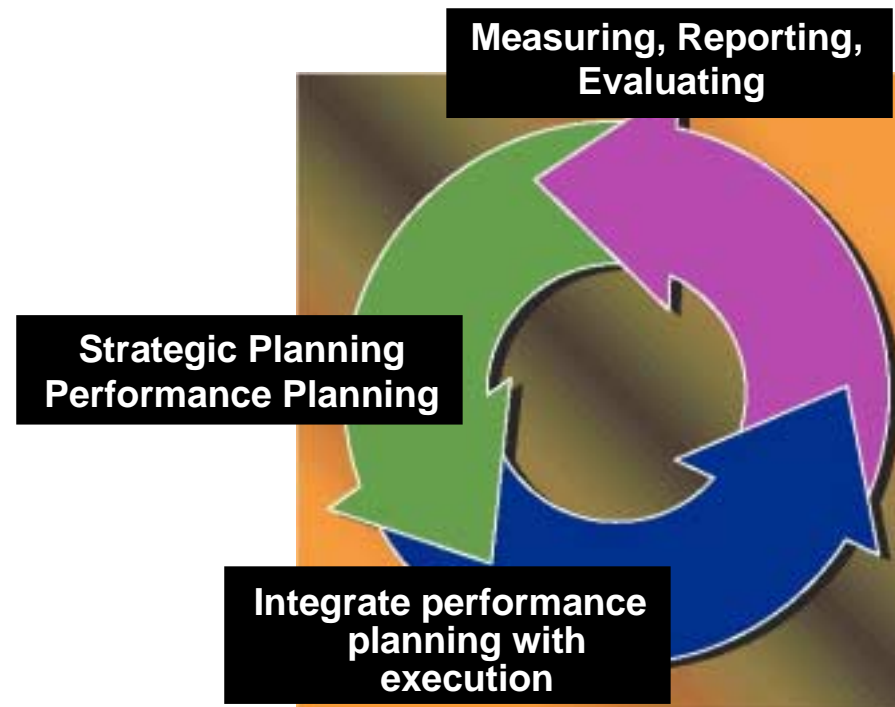 Measuring, Reporting,
Evaluating
Strategic Planning
Performance Planning
Integrate performance
planning with
execution